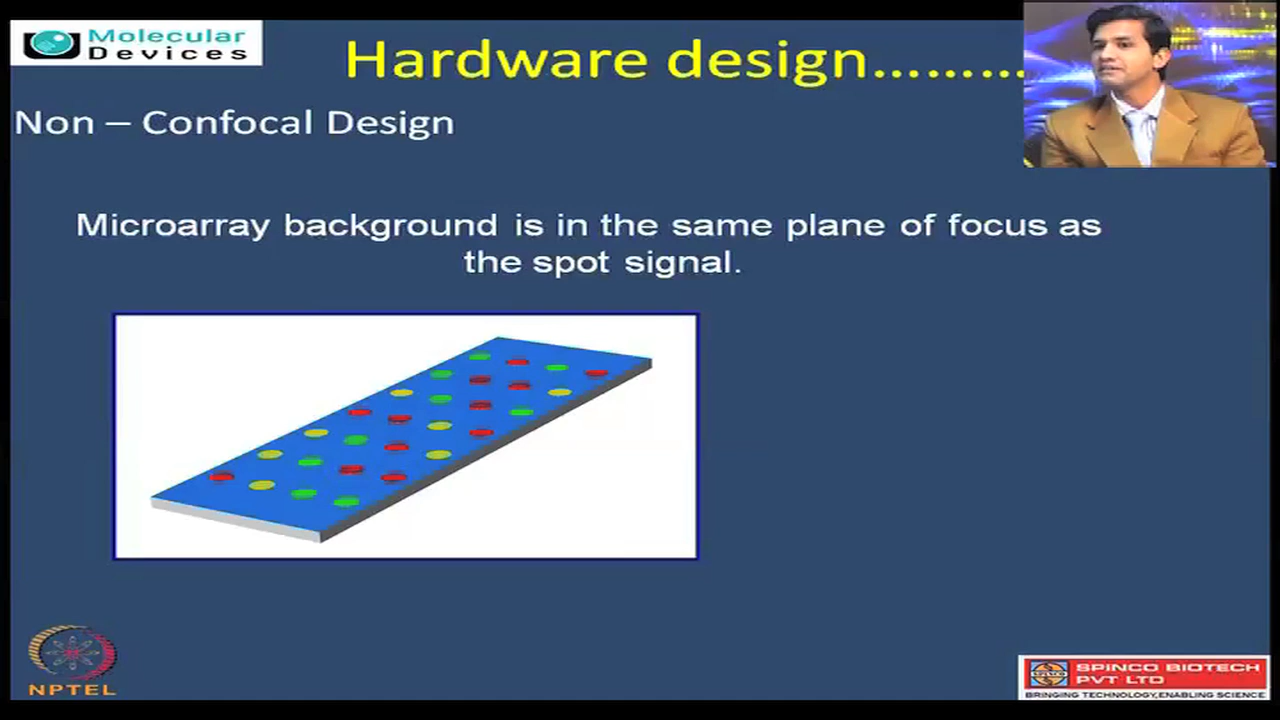 Molecular
Devices
Hardware design………
Non – Confocal Design
Microarray background is in the same plane of focus as
the spot signal.
NPTEL
SPINCO BIOTECH
PVT LTD
BRINGING TECHNOLOGY,ENABLING SCIENCE